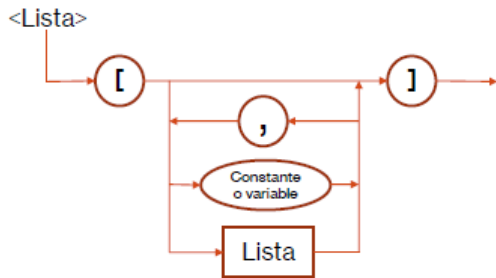 <Lista>
[ ]
,
Constante
o variable
Lista